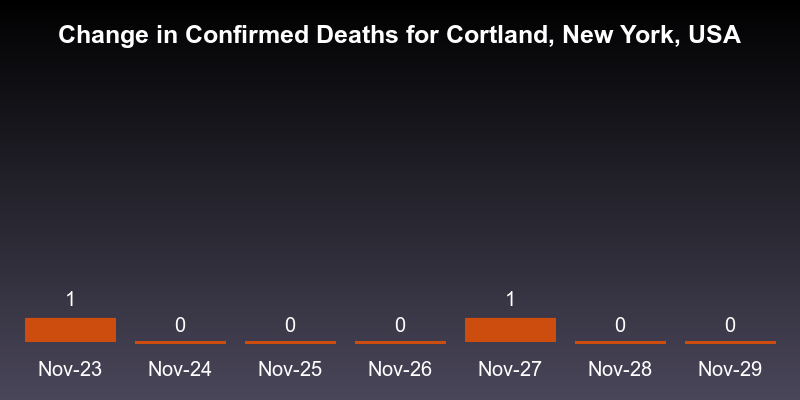 Change in Confirmed Deaths for Cortland, New York, USA
1 0 0 0 1 0 0
Nov-23 Nov-24 Nov-25 Nov-26 Nov-27 Nov-28 Nov-29